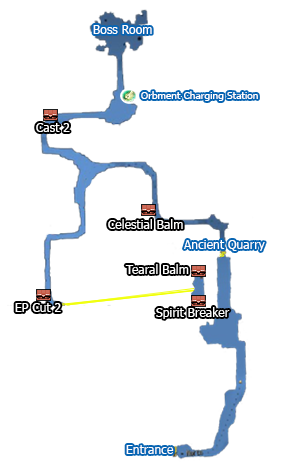 Boss Room
Orbment Charging Station
Cast 2
Celestial Balm
Ancient Quarry
Tearal Balm
EP Cut 2
Spirit Breaker
Entrance